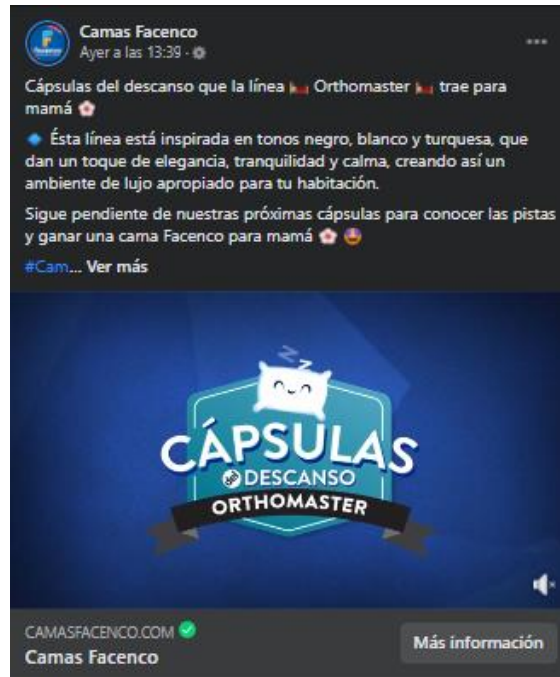 Camas Facenco
Ayer a las 13:39 ·
Cápsulas del descanso que la línea 🛏️ Orthomaster 🛏️ trae para
mamá 🌸
🔹 Ésta línea está inspirada en tonos negro, blanco y turquesa, que
dan un toque de elegancia, tranquilidad y calma, creando así un
ambiente de lujo apropiado para tu habitación.
Sigue pendiente de nuestras próximas cápsulas para conocer las pistas
y ganar una cama Facenco para mamá 🌸 🤩
#Cam... Ver más
zz
CÁPSULAS
del DESCANSO
ORTHOMASTER
CAMASFACENCO.COM
Camas Facenco
Más información